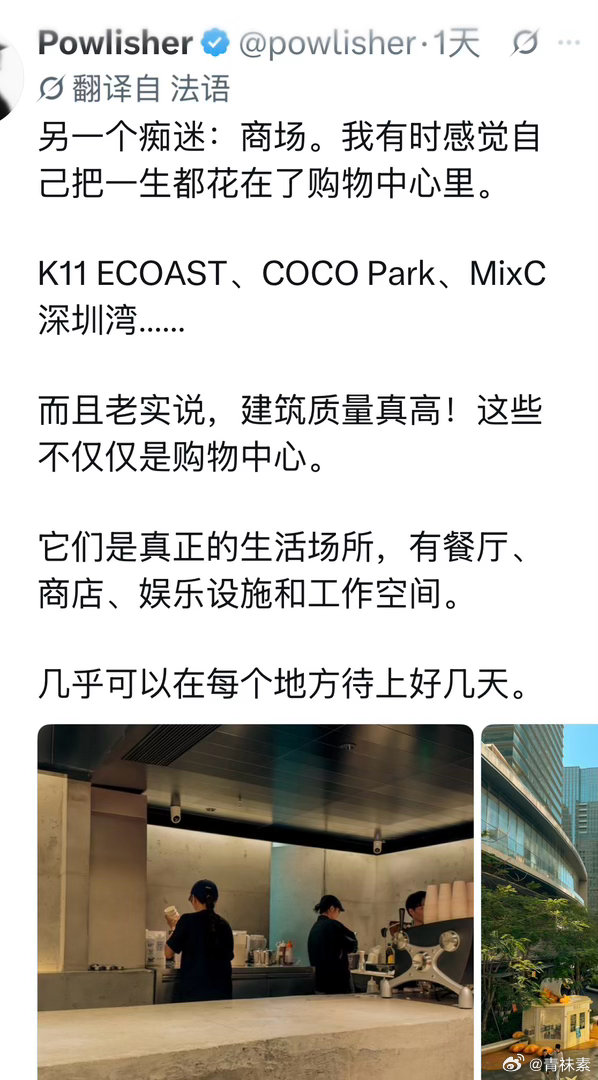 Powlisher @powlisher·1天
翻译自 法语
另一个痴迷：商场。我有时感觉自
己把一生都花在了购物中心里。
K11 ECOAST、COCO Park、MixC
深圳湾......
而且老实说，建筑质量真高！这些
不仅仅是购物中心。
它们是真正的生活场所，有餐厅、
商店、娱乐设施和工作空间。
几乎可以在每个地方待上好几天。
@青袜素